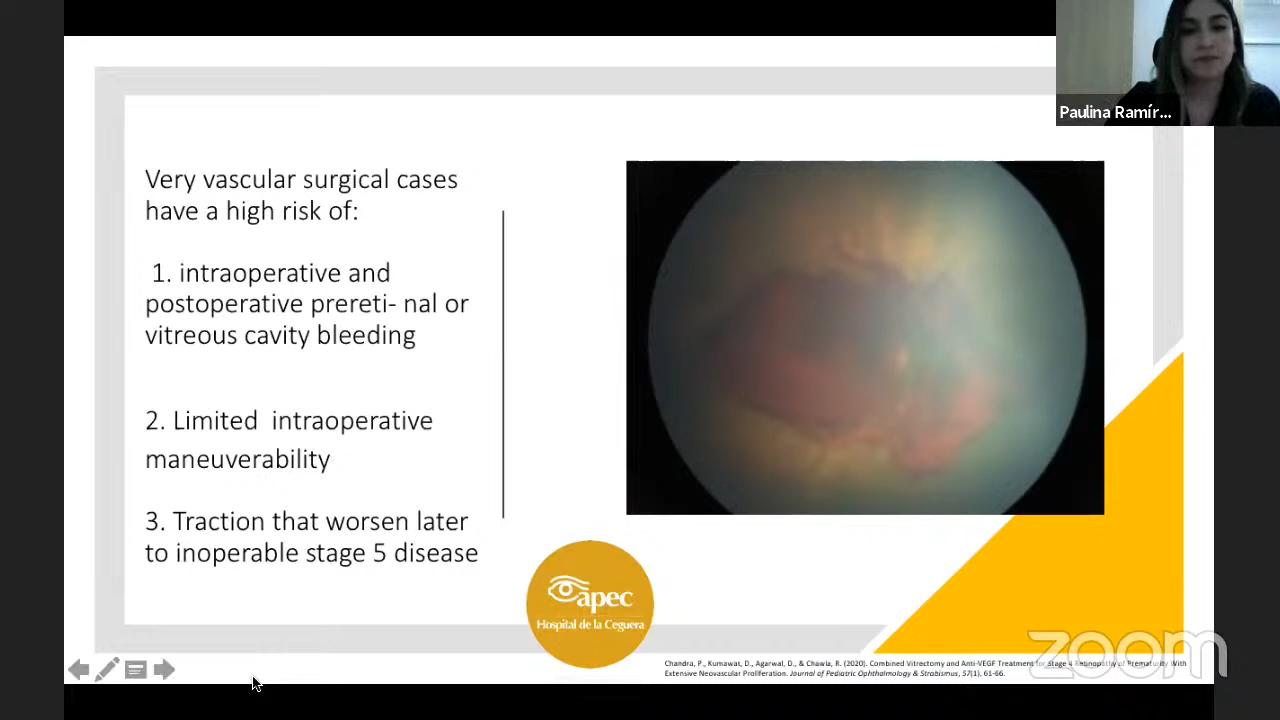 Paulina Ramír...
Very vascular surgical cases
have a high risk of:
1. intraoperative and
postoperative prereti- nal or
vitreous cavity bleeding
2. Limited intraoperative
maneuverability
3. Traction that worsen later
to inoperable stage 5 disease
apec
Hospital de la Ceguera
zoom
Chandra, P., Kumawat, D., Agarwal, D., & Chawla, R. (2020). Combined Vitrectomy and Anti-VEGF Treatment for Stage 4 Retinopathy of Prematurity With
Extensive Neovascular Proliferation. Journal of Pediatric Ophthalmology & Strabismus, 57(1), 61-66.